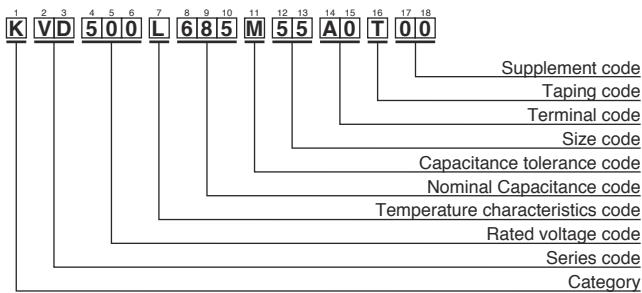 1 2 3 4 5 6 7 8 9 10 11 12 13 14 15 16 17 18
K V D 5 0 0 L 6 8 5 M 5 5 A 0 T 0 0
Supplement code
Taping code
Terminal code
Size code
Capacitance tolerance code
Nominal Capacitance code
Temperature characteristics code
Rated voltage code
Series code
Category